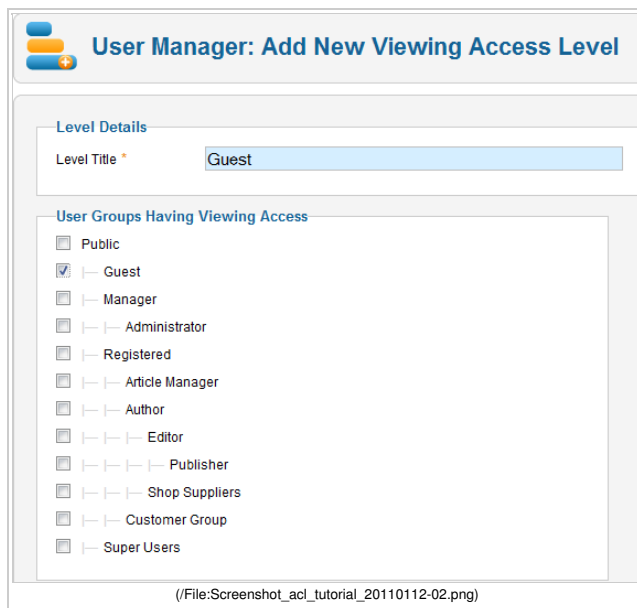 User Manager: Add New Viewing Access Level
Level Details
Level Title * Guest
User Groups Having Viewing Access
Public
Guest
Manager
Administrator
Registered
Article Manager
Author
Editor
Publisher
Shop Suppliers
Customer Group
Super Users
(/File:Screenshot_acl_tutorial_20110112-02.png)